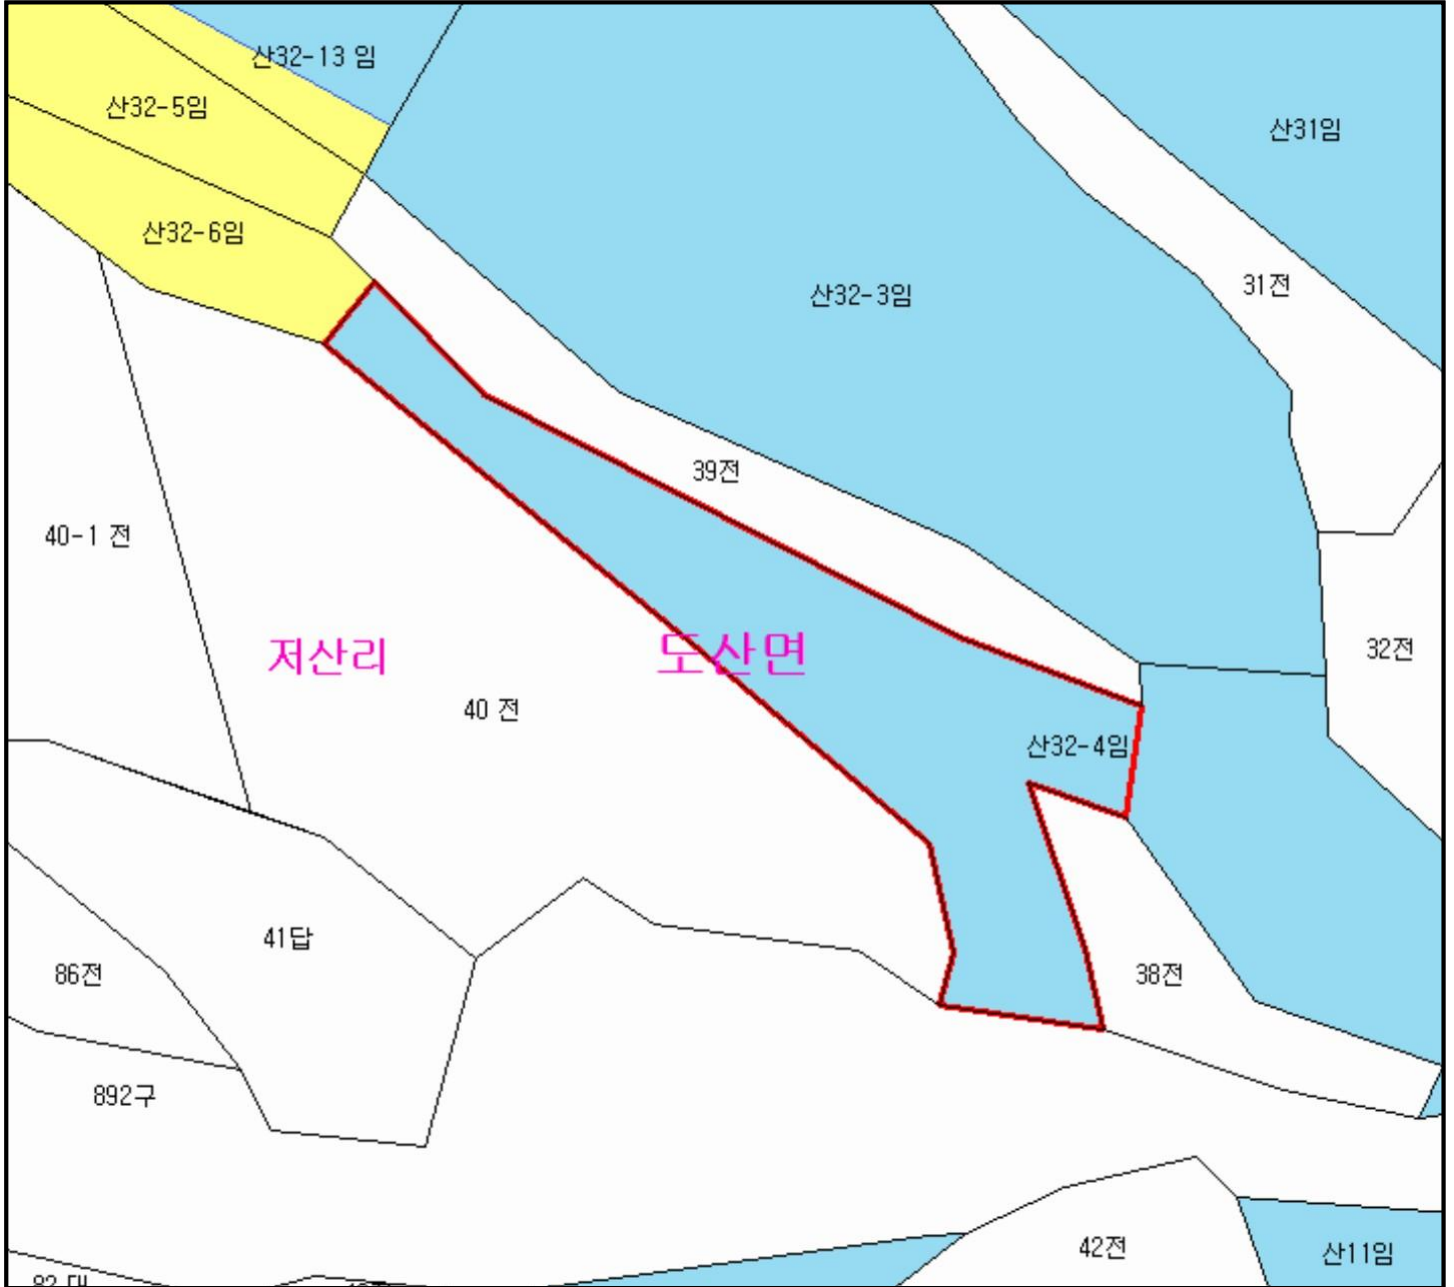 산32-13 임
산32-5임
산31임
산32-6임
31전
산32-3임
39전
40-1 전
32전
저산리
도산면
40 전
산32-4임
41답
86전
38전
892구
42전
산11임